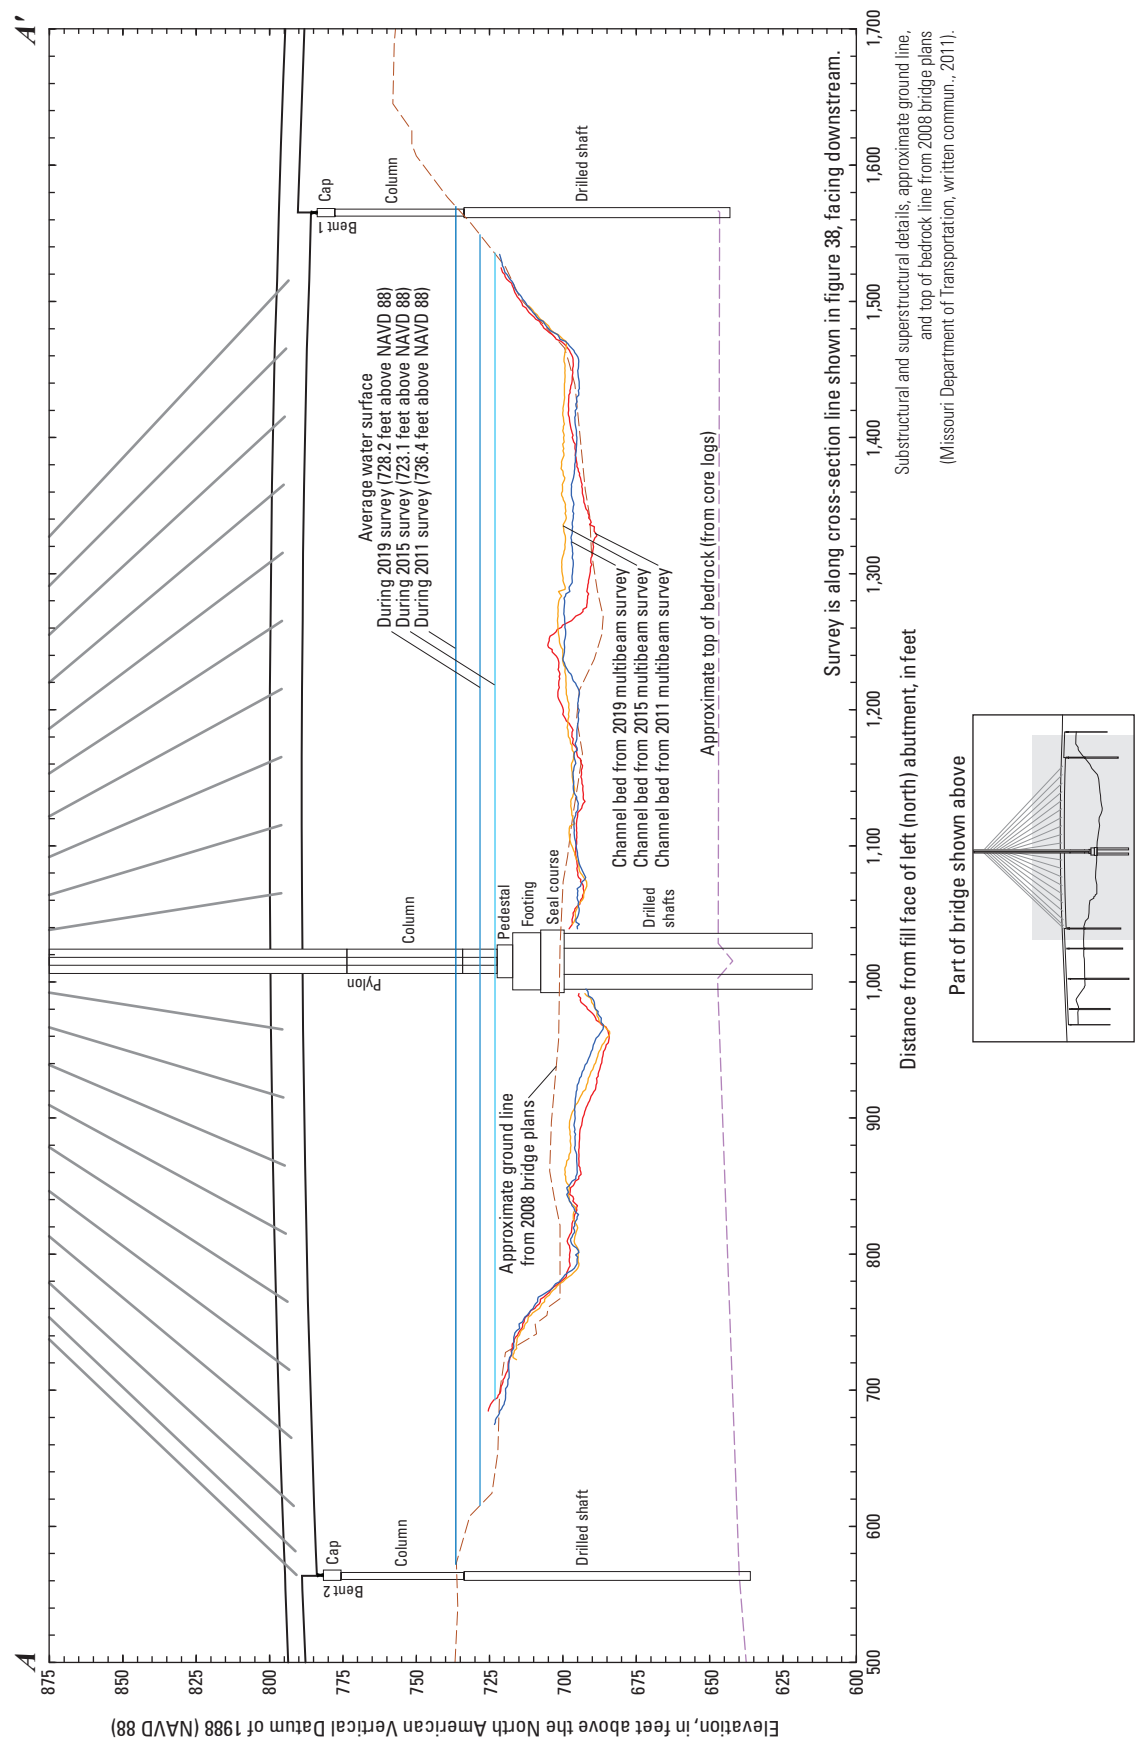 A
A'
Elevation, in feet above the North American Vertical Datum of 1988 (NAVD 88)
875
850
825
800
775
750
725
700
675
650
625
600
Average water surface
During 2019 survey (728.2 feet above NAVD 88)
During 2015 survey (723.1 feet above NAVD 88)
During 2011 survey (736.4 feet above NAVD 88)
Cap
Bent 2
Column
Drilled shaft
Pylon
Column
Pedestal
Footing
Seal course
Drilled
shafts
Cap
Bent 1
Column
Drilled shaft
Approximate ground line
from 2008 bridge plans
Channel bed from 2019 multibeam survey
Channel bed from 2015 multibeam survey
Channel bed from 2011 multibeam survey
Approximate top of bedrock (from core logs)
Survey is along cross-section line shown in figure 38, facing downstream.
500
600
700
800
900
1,000
1,100
1,200
1,300
1,400
1,500
1,600
1,700
Distance from fill face of left (north) abutment, in feet
Substructural and superstructural details, approximate ground line,
and top of bedrock line from 2008 bridge plans
(Missouri Department of Transportation, written commun., 2011).
Part of bridge shown above